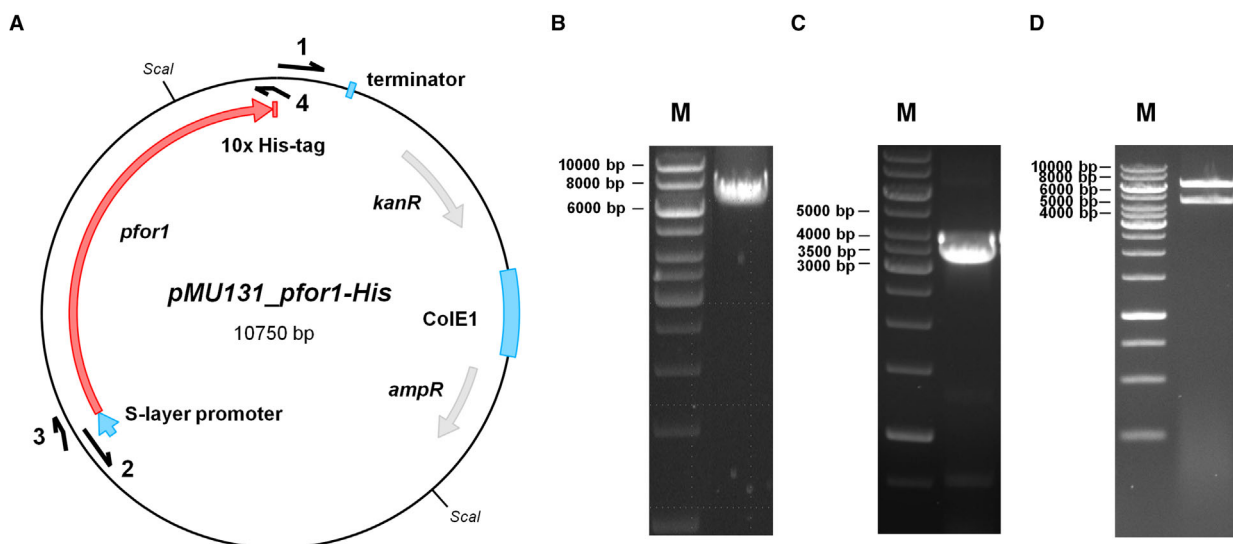 A
B
C
D
1
ScaI
terminator
4
10x His-tag
kanR
pfor1
pMU131_pfor1-His
10750 bp
ColE1
ampR
S-layer promoter
3
2
ScaI
M
10000 bp
8000 bp
6000 bp
M
5000 bp
4000 bp
3500 bp
3000 bp
M
10000 bp
8000 bp
6000 bp
5000 bp
4000 bp